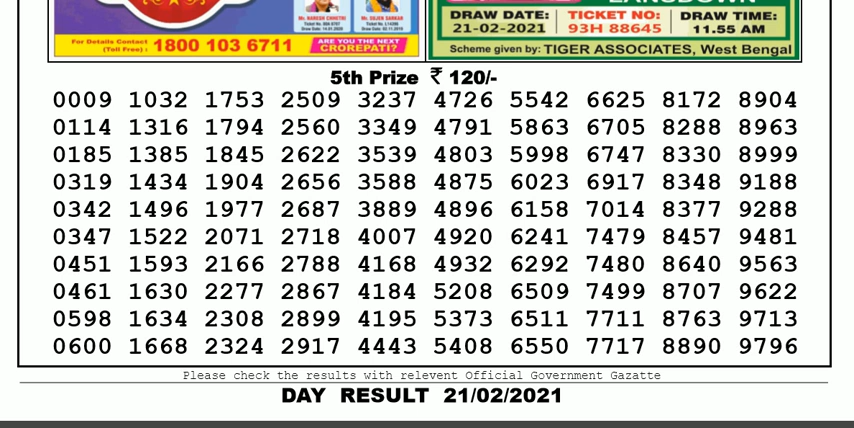 Mr. NARESH CHHETRI
Mr. SUJEN SARKAR
DRAW DATE: TICKET NO: DRAW TIME:
21-02-2021 93H 88645 11.55 AM
For Details Contact
(Toll Free) : 1800 103 6711 ARE YOU THE NEXT
CROREPATI?
Scheme given by: TIGER ASSOCIATES, West Bengal
5th Prize ₹ 120/-
0009 1032 1753 2509 3237 4726 5542 6625 8172 8904
0114 1316 1794 2560 3349 4791 5863 6705 8288 8963
0185 1385 1845 2622 3539 4803 5998 6747 8330 8999
0319 1434 1904 2656 3588 4875 6023 6917 8348 9188
0342 1496 1977 2687 3889 4896 6158 7014 8377 9288
0347 1522 2071 2718 4007 4920 6241 7479 8457 9481
0451 1593 2166 2788 4168 4932 6292 7480 8640 9563
0461 1630 2277 2867 4184 5208 6509 7499 8707 9622
0598 1634 2308 2899 4195 5373 6511 7711 8763 9713
0600 1668 2324 2917 4443 5408 6550 7717 8890 9796
Please check the results with relevent Official Government Gazatte
DAY RESULT 21/02/2021